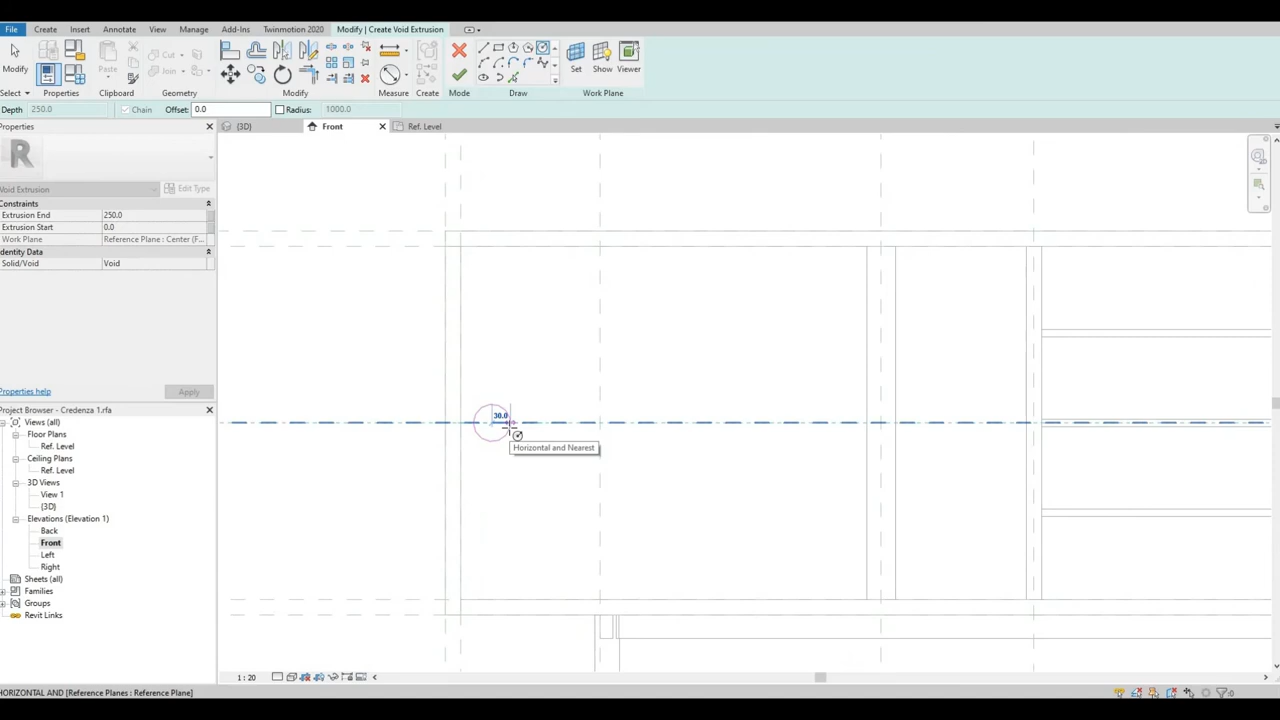 File Create Insert Annotate View Manage Add-Ins Twinmotion 2020 Modify | Create Void Extrusion
Modify Paste Cut Join
Set Show Viewer
Select Properties Clipboard Geometry Modify Measure Create Mode Draw Work Plane
Depth 250.0 Chain Offset: 0.0 Radius: 1000.0
Properties {3D} Front Ref. Level
R
Void Extrusion Edit Type
Constraints
Extrusion End 250.0
Extrusion Start 0.0
Work Plane Reference Plane : Center (F...
Identity Data
Solid/Void Void
Properties help Apply
Project Browser - Credenza 1.rfa
Views (all)
Floor Plans
Ref. Level
Ceiling Plans
Ref. Level
3D Views
View 1
{3D}
Elevations (Elevation 1)
Back
Front
Left
Right
Sheets (all)
Families
Groups
Revit Links
30.0
Horizontal and Nearest
1 : 20
HORIZONTAL AND [Reference Planes : Reference Plane]
:0